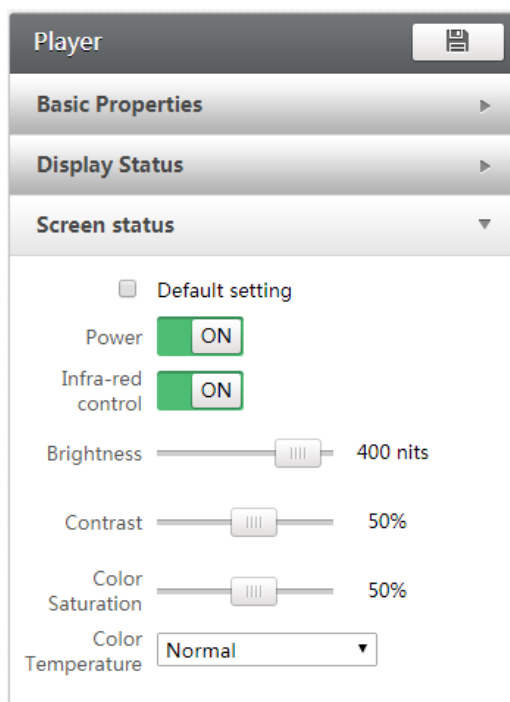 Player
Basic Properties
Display Status
Screen status
Default setting
Power ON
Infra-red
control ON
Brightness 400 nits
Contrast 50%
Color
Saturation 50%
Color
Temperature Normal